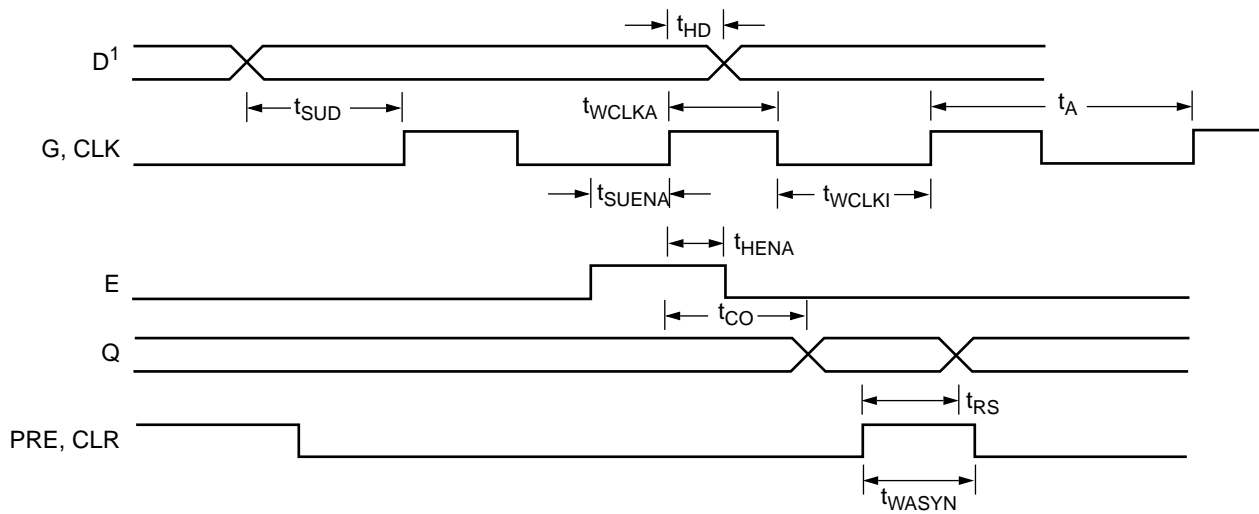 tHD
D1
tSUD
tWCLKA
tA
G, CLK
tSUENA
tWCLKI
tHENA
E
tCO
Q
tRS
PRE, CLR
tWASYN